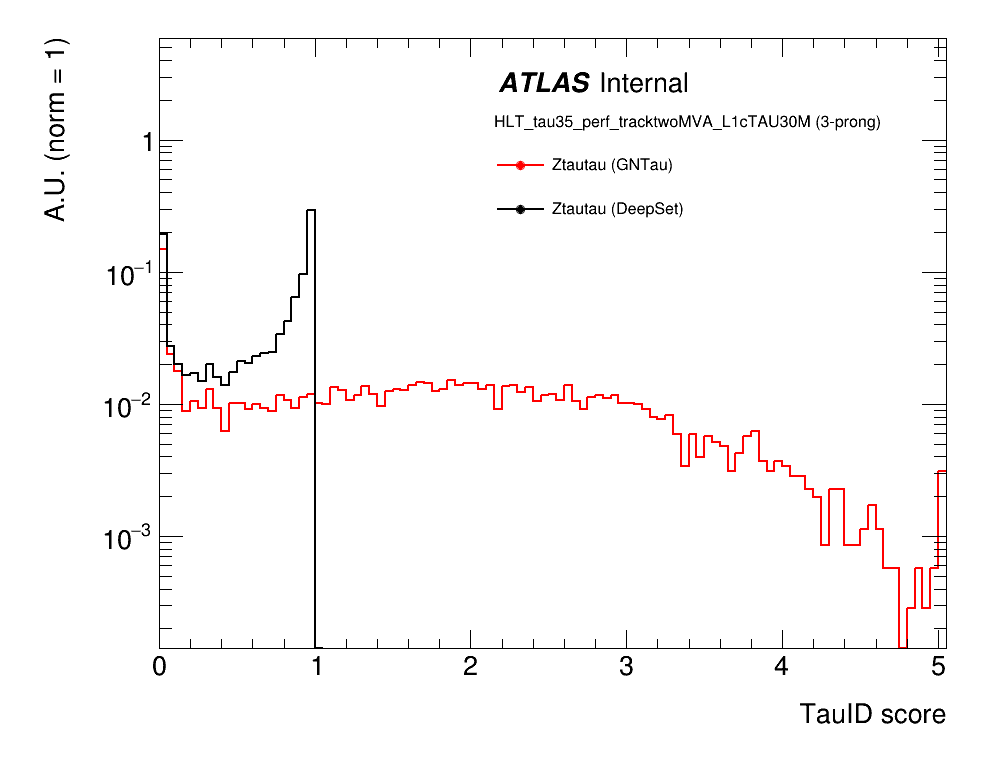 A.U. (norm = 1)
ATLAS Internal
HLT_tau35_perf_tracktwoMVA_L1cTAU30M (3-prong)
Ztautau (GNTau)
Ztautau (DeepSet)
1
10⁻¹
10⁻²
10⁻³
0 1 2 3 4 5
TauID score